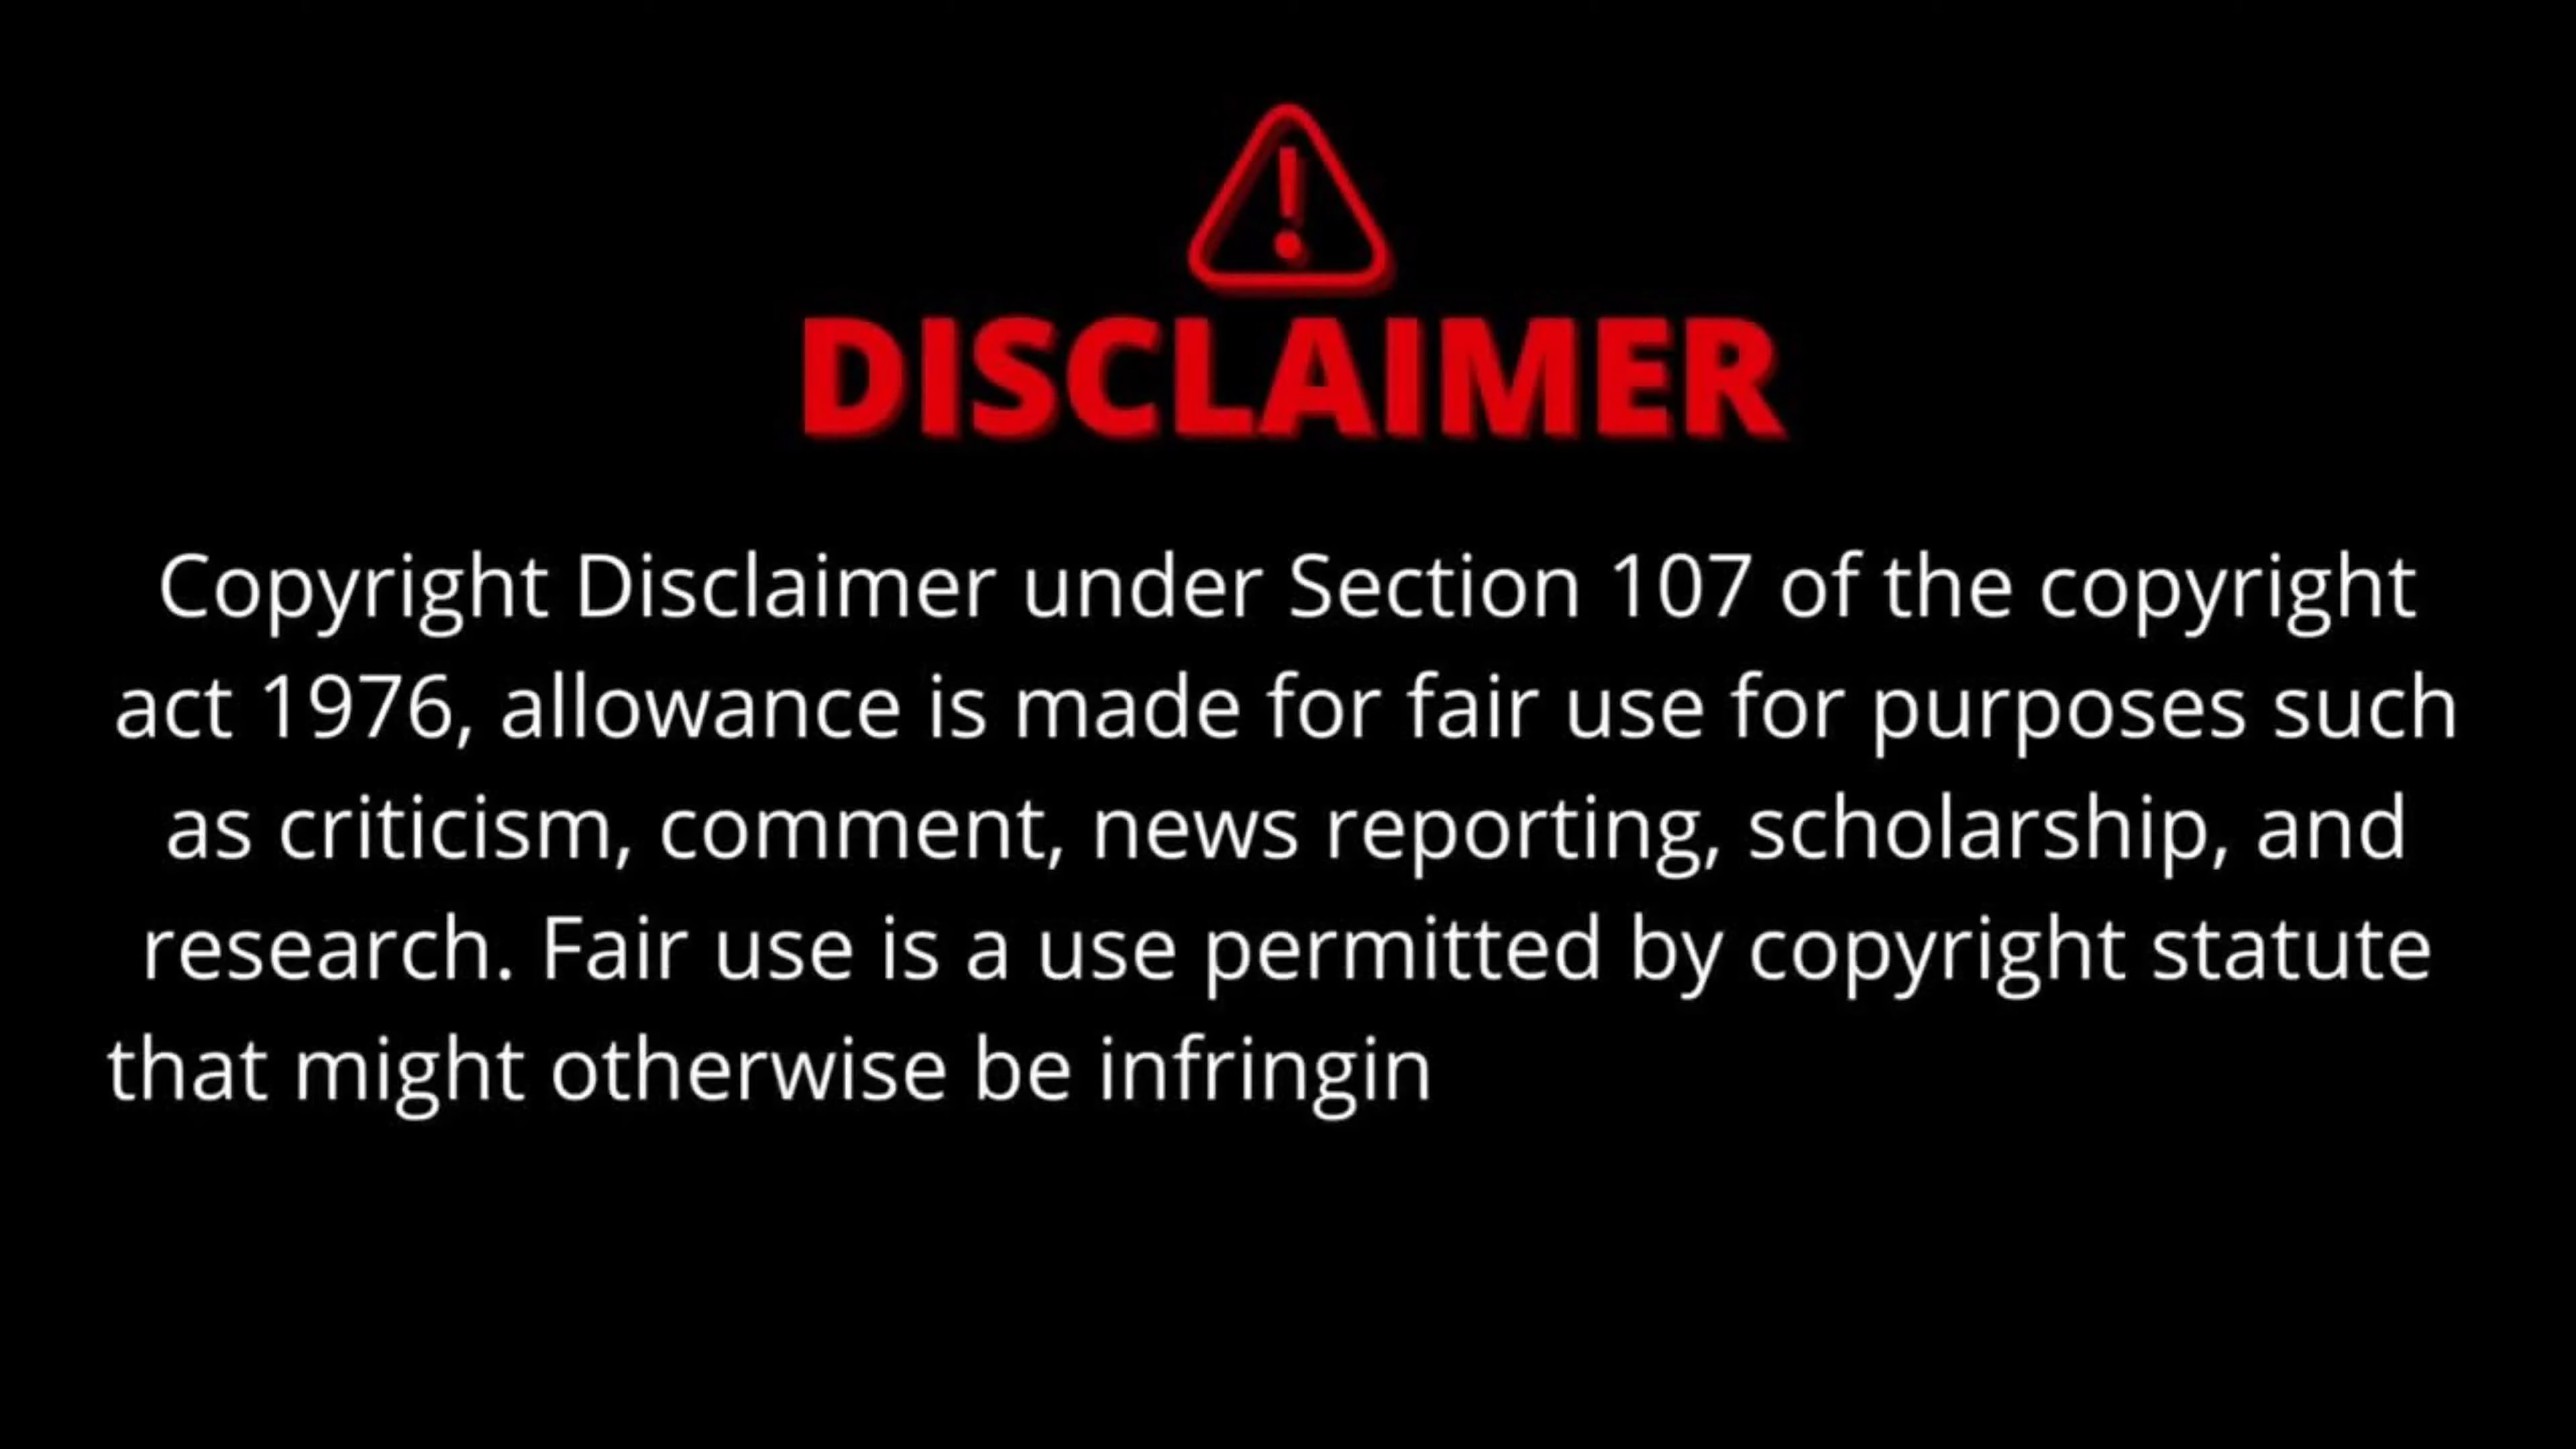 DISCLAIMER
Copyright Disclaimer under Section 107 of the copyright
act 1976, allowance is made for fair use for purposes such
as criticism, comment, news reporting, scholarship, and
research. Fair use is a use permitted by copyright statute
that might otherwise be infringin